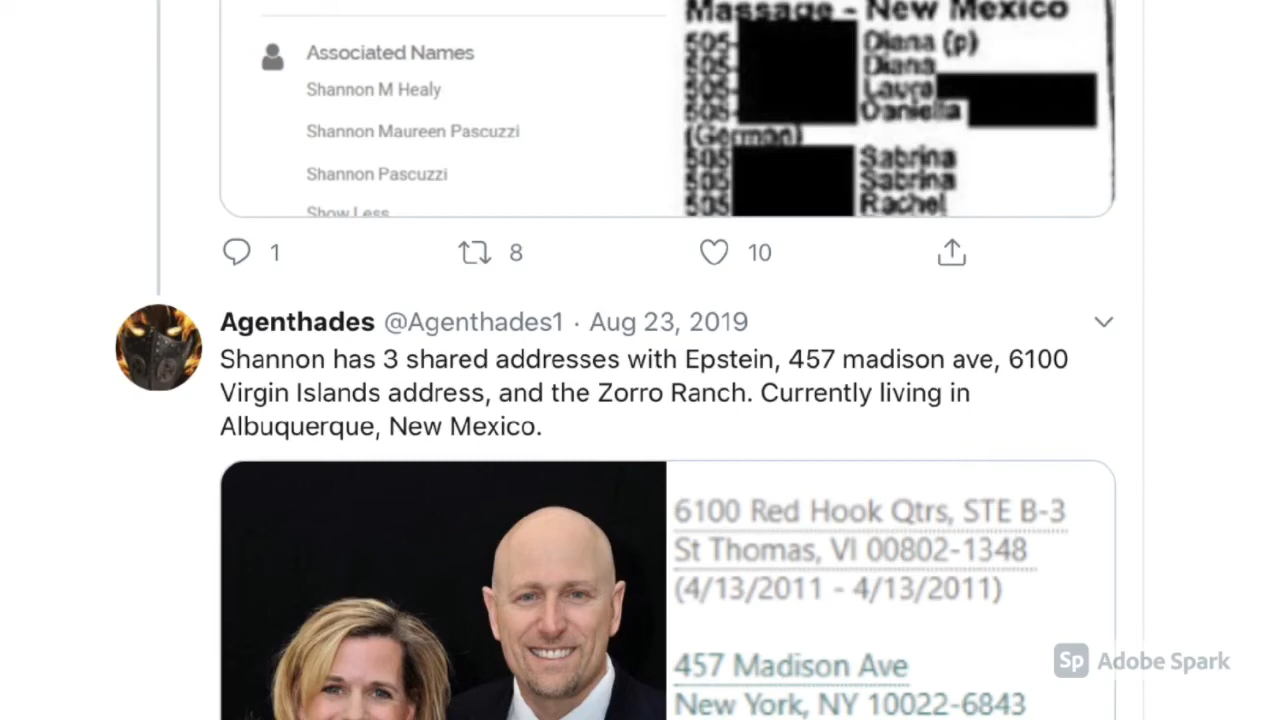 Massage - New Mexico
505- Diana (p)
505- Diana
505- Laura
505- Daniella
(German)
505 Sabrina
505 Sabrina
505 Rachel
Associated Names
Shannon M Healy
Shannon Maureen Pascuzzi
Shannon Pascuzzi
Show Less
1 8 10
Agenthades @Agenthades1 · Aug 23, 2019
Shannon has 3 shared addresses with Epstein, 457 madison ave, 6100
Virgin Islands address, and the Zorro Ranch. Currently living in
Albuquerque, New Mexico.
6100 Red Hook Qtrs, STE B-3
St Thomas, VI 00802-1348
(4/13/2011 - 4/13/2011)
457 Madison Ave
New York, NY 10022-6843
Sp Adobe Spark